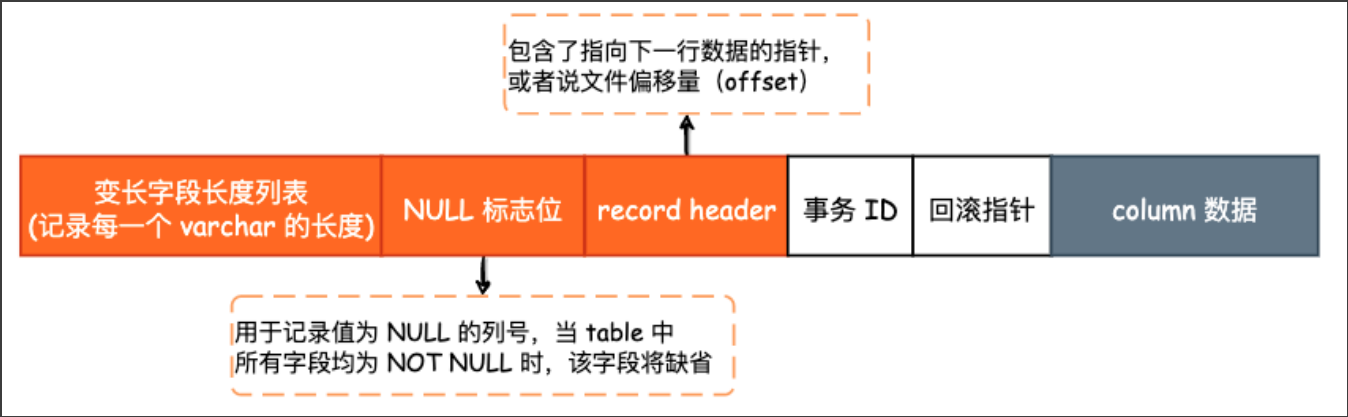 包含了指向下一行数据的指针，
或者说文件偏移量（offset）
变长字段长度列表
(记录每一个 varchar 的长度)
NULL 标志位
record header
事务 ID
回滚指针
column 数据
用于记录值为 NULL 的列号，当 table 中
所有字段均为 NOT NULL 时，该字段将缺省